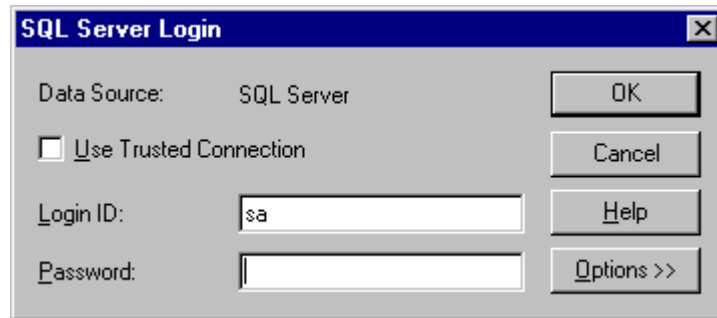 SQL Server Login
Data Source: SQL Server
OK
Use Trusted Connection
Cancel
Login ID: sa
Help
Password:
Options >>